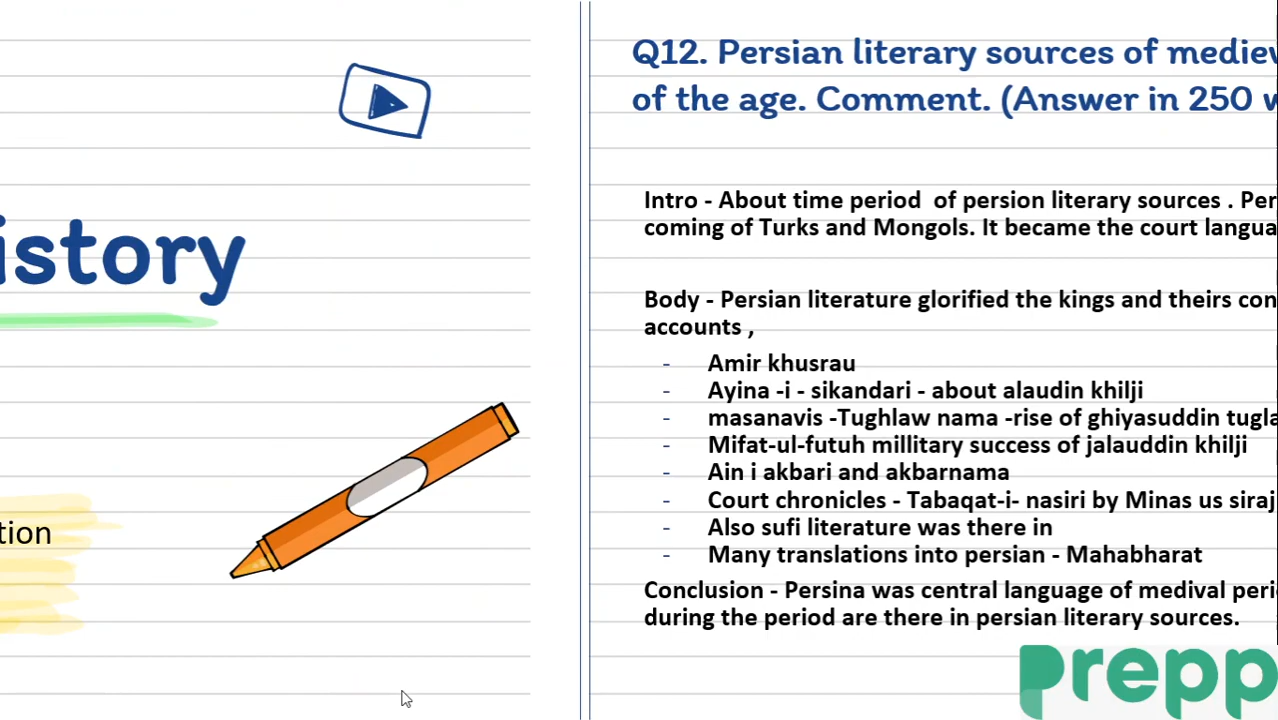 istory
tion
Q12. Persian literary sources of mediev
of the age. Comment. (Answer in 250 w
Intro - About time period of persion literary sources . Per
coming of Turks and Mongols. It became the court langua
Body - Persian literature glorified the kings and theirs con
accounts ,
- Amir khusrau
- Ayina -i - sikandari - about alaudin khilji
- masanavis -Tughlaw nama -rise of ghiyasuddin tugla
- Mifat-ul-futuh millitary success of jalauddin khilji
- Ain i akbari and akbarnama
- Court chronicles - Tabaqat-i- nasiri by Minas us siraj
- Also sufi literature was there in
- Many translations into persian - Mahabharat
Conclusion - Persina was central language of medival peri
during the period are there in persian literary sources.
prepp